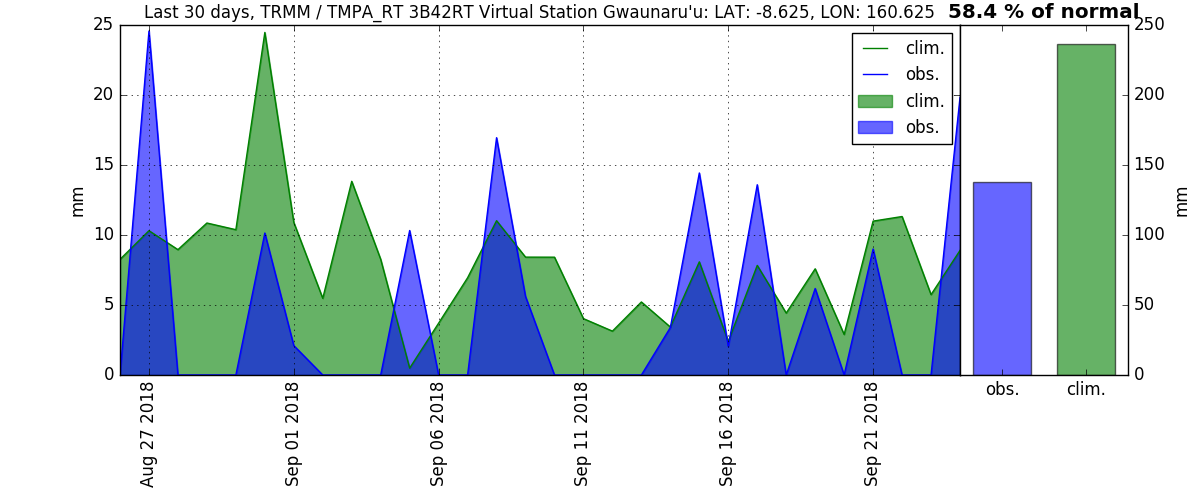 Last 30 days, TRMM / TMPA_RT 3B42RT Virtual Station Gwaunaru'u: LAT: -8.625, LON: 160.625
58.4 % of normal
25
20
15
10
5
0
mm
clim.
obs.
clim.
obs.
250
200
150
100
50
0
mm
Aug 27 2018
Sep 01 2018
Sep 06 2018
Sep 11 2018
Sep 16 2018
Sep 21 2018
obs.
clim.